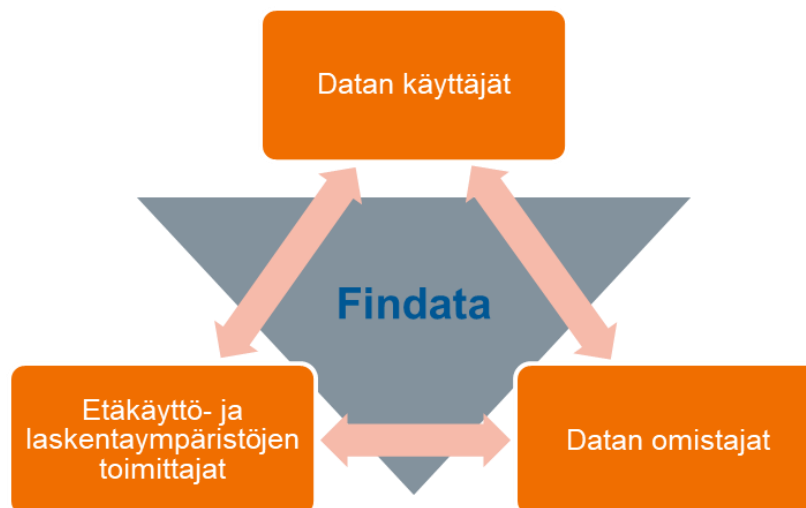 Datan käyttäjät
Findata
Etäkäyttö- ja
laskentaympäristöjen
toimittajat
Datan omistajat